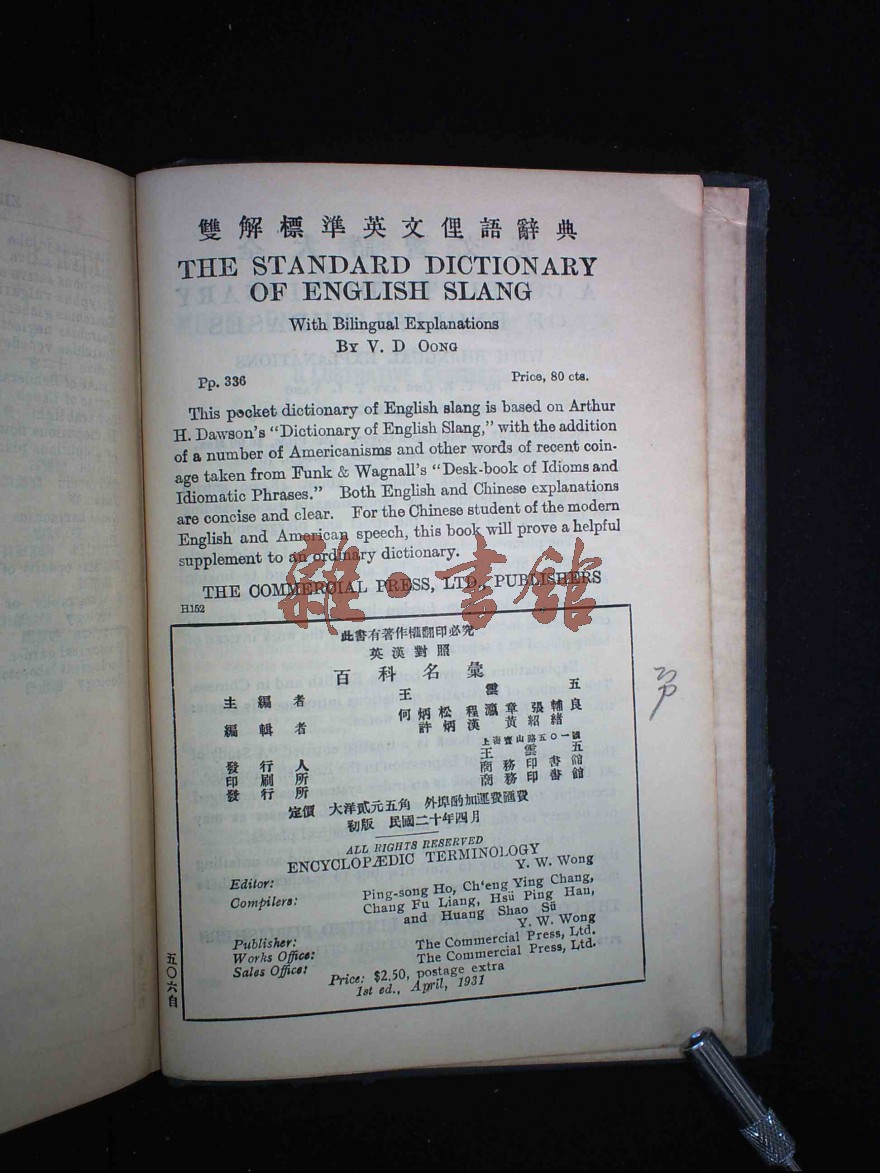 雙解標準英文俚語辭典
THE STANDARD DICTIONARY
OF ENGLISH SLANG
With Bilingual Explanations
BY V. D OONG
Pp. 336 Price, 80 cts.
This pocket dictionary of English slang is based on Arthur
H. Dawson's "Dictionary of English Slang," with the addition
of a number of Americanisms and other words of recent coin-
age taken from Funk & Wagnall's "Desk-book of Idioms and
Idiomatic Phrases." Both English and Chinese explanations
are concise and clear. For the Chinese student of the modern
English and American speech, this book will prove a helpful
supplement to an ordinary dictionary.
THE COMMERCIAL PRESS, LTD., PUBLISHERS
H152
雜·書館
此書有著作權翻印必究
英漢對照
百科名彙
主編者 王雲五
編輯者 何炳松 程瀛章 張輔良
許炳漢 黃紹緒
上海寶山路五〇一號
發行人 王雲五
印刷所 商務印書館
發行所 商務印書館
定價 大洋貳元五角 外埠酌加運費匯費
初版 民國二十年四月
ALL RIGHTS RESERVED
ENCYCLOPÆDIC TERMINOLOGY
Editor: Y. W. Wong
Compilers: Ping-song Ho, Ch'eng Ying Chang,
Chang Fu Liang, Hsü Ping Han,
and Huang Shao Sü
Publisher: Y. W. Wong
Works Office: The Commercial Press, Ltd.
Sales Office: The Commercial Press, Ltd.
Price: $2.50, postage extra
1st ed., April, 1931
五〇六自